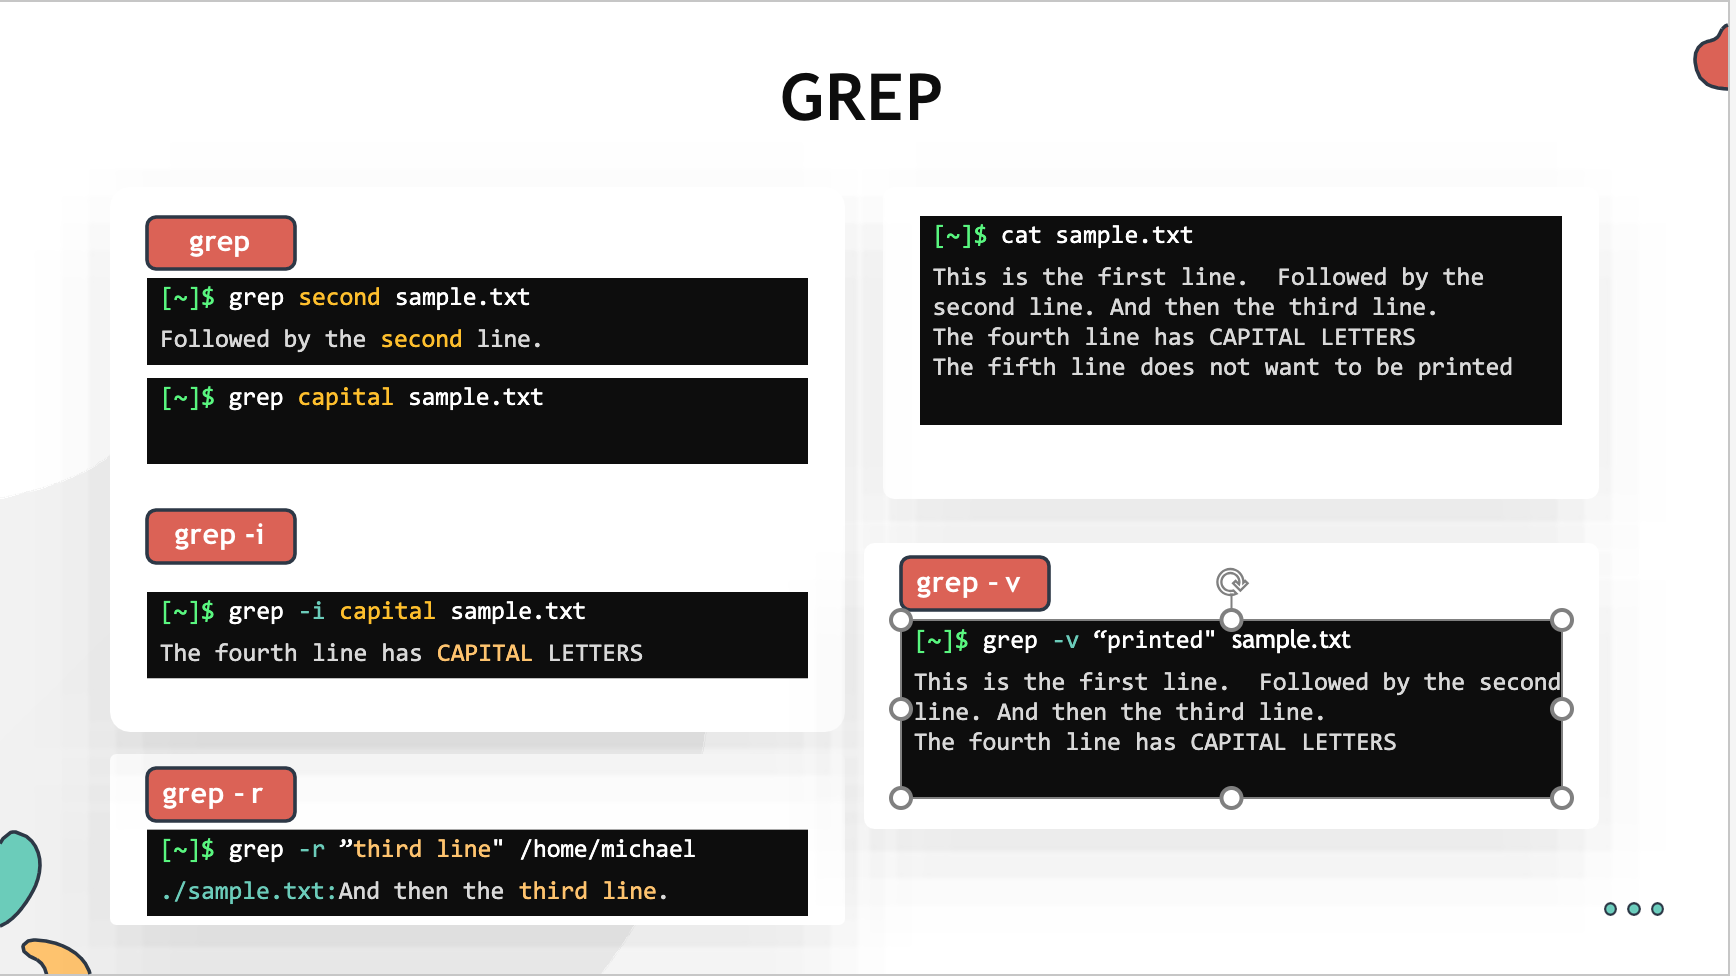 GREP
grep
[~]$ grep second sample.txt
Followed by the second line.
[~]$ grep capital sample.txt
grep -i
[~]$ grep -i capital sample.txt
The fourth line has CAPITAL LETTERS
grep - r
[~]$ grep -r ”third line" /home/michael
./sample.txt:And then the third line.
[~]$ cat sample.txt
This is the first line.  Followed by the
second line. And then the third line.
The fourth line has CAPITAL LETTERS
The fifth line does not want to be printed
grep - v
[~]$ grep -v “printed" sample.txt
This is the first line.  Followed by the second
line. And then the third line.
The fourth line has CAPITAL LETTERS